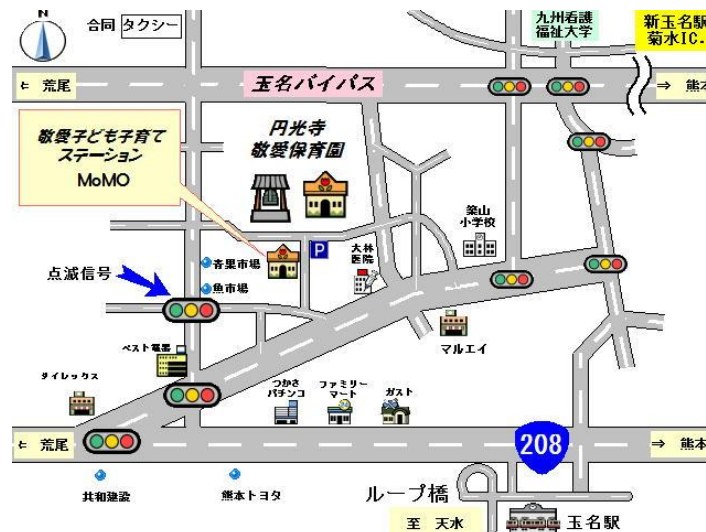 N
合同 タクシー
九州看護
福祉大学
新玉名駅
菊水IC.
⇐ 荒尾
玉名バイパス
⇒ 熊本
敬愛子ども子育て
ステーション
MoMO
円光寺
敬愛保育園
築山
小学校
P
大林
医院
青果市場
魚市場
点滅信号
マルエイ
ベスト電器
ダイレックス
つかさ
パチンコ
ファミリー
マート
ガスト
⇐ 荒尾
208
⇒ 熊本
共和建設
熊本トヨタ
ループ橋
至 天水
玉名駅